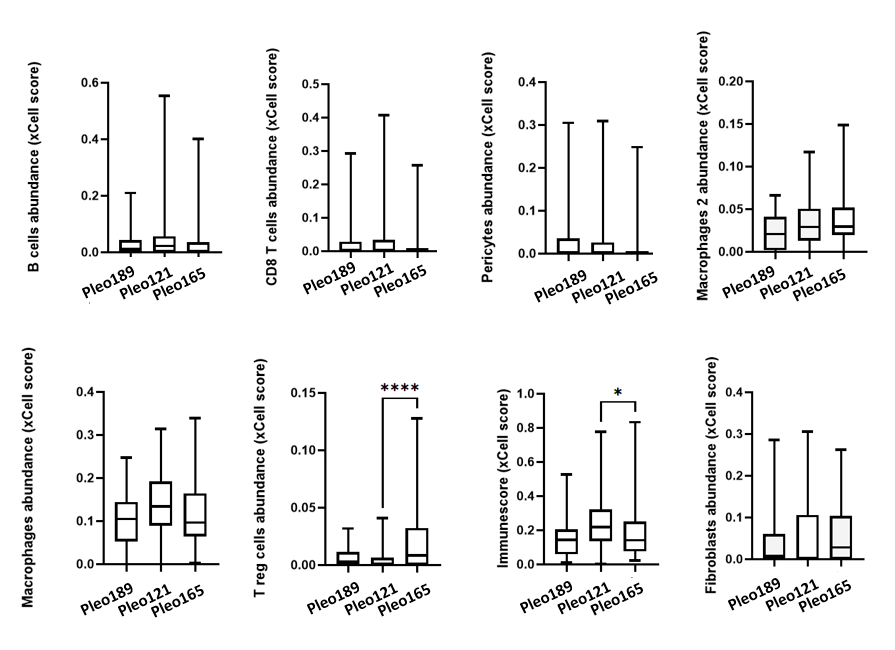 B cells abundance (xCell score)
0.6
0.4
0.2
0.0
Pleo189
Pleo121
Pleo165
CD8 T cells abundance (xCell score)
0.5
0.4
0.3
0.2
0.1
0.0
Pleo189
Pleo121
Pleo165
Pericytes abundance (xCell score)
0.4
0.3
0.2
0.1
0.0
Pleo189
Pleo121
Pleo165
Macrophages 2 abundance (xCell score)
0.20
0.15
0.10
0.05
0.00
Pleo189
Pleo121
Pleo165
Macrophages abundance (xCell score)
0.4
0.3
0.2
0.1
0.0
Pleo189
Pleo121
Pleo165
T reg cells abundance (xCell score)
0.15
0.10
0.05
0.00
****
Pleo189
Pleo121
Pleo165
Immunescore (xCell score)
1.0
0.8
0.6
0.4
0.2
0.0
*
Pleo189
Pleo121
Pleo165
Fibroblasts abundance (xCell score)
0.4
0.3
0.2
0.1
0.0
Pleo189
Pleo121
Pleo165